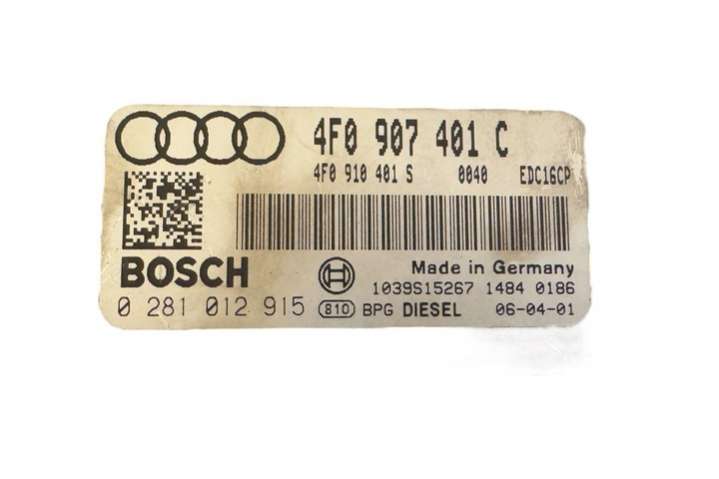 4F0 907 401 C
4F0 910 401 S 0040 EDC16CP
BOSCH
Made in Germany
1039S15267 1484 0186
0 281 012 915 810 BPG DIESEL 06-04-01